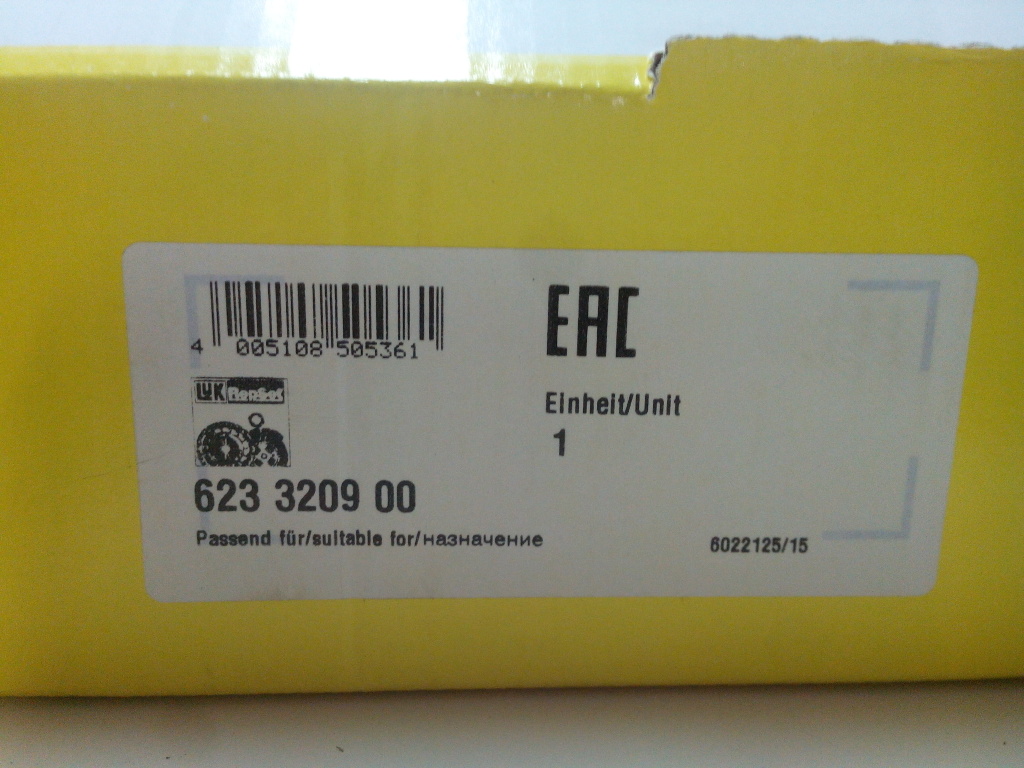 4 005108 505361
EAC
LuK RepSet
Einheit/Unit
1
623 3209 00
Passend für/suitable for/назначение
6022125/15